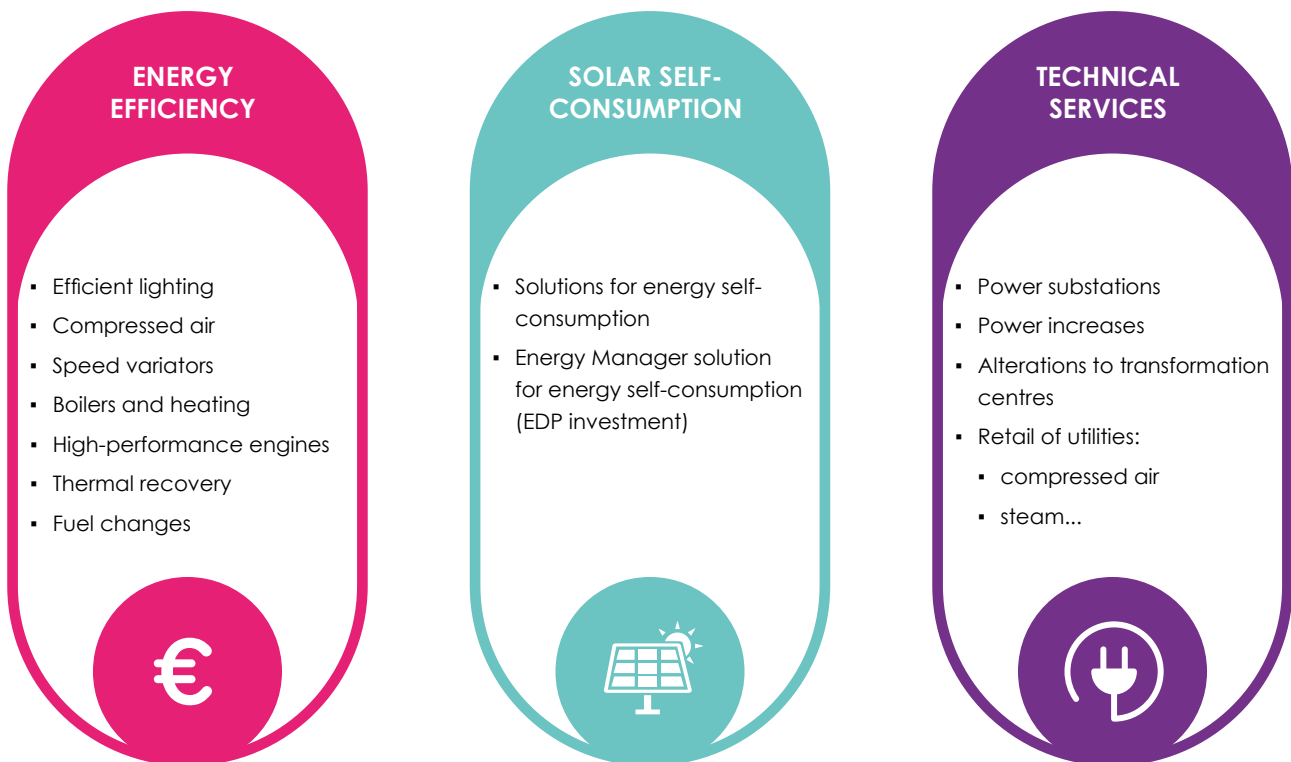 ENERGY
EFFICIENCY
▪ Efficient lighting
▪ Compressed air
▪ Speed variators
▪ Boilers and heating
▪ High-performance engines
▪ Thermal recovery
▪ Fuel changes
€
SOLAR SELF-
CONSUMPTION
▪ Solutions for energy self-
consumption
▪ Energy Manager solution
for energy self-consumption
(EDP investment)
TECHNICAL
SERVICES
▪ Power substations
▪ Power increases
▪ Alterations to transformation
centres
▪ Retail of utilities:
▪ compressed air
▪ steam...